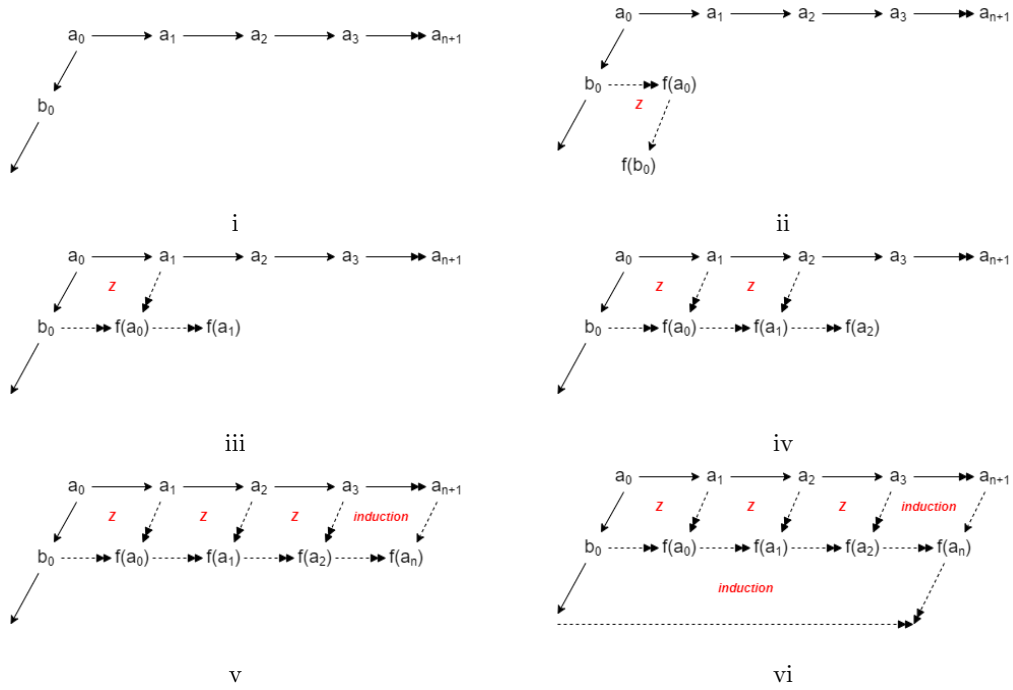 a₀ a₁ a₂ a₃ aₙ₊₁
b₀
i
a₀ a₁ a₂ a₃ aₙ₊₁
b₀ f(a₀)
z
f(b₀)
ii
a₀ a₁ a₂ a₃ aₙ₊₁
z
b₀ f(a₀) f(a₁)
iii
a₀ a₁ a₂ a₃ aₙ₊₁
z z
b₀ f(a₀) f(a₁) f(a₂)
iv
a₀ a₁ a₂ a₃ aₙ₊₁
z z z induction
b₀ f(a₀) f(a₁) f(a₂) f(aₙ)
v
a₀ a₁ a₂ a₃ aₙ₊₁
z z z induction
b₀ f(a₀) f(a₁) f(a₂) f(aₙ)
induction
vi